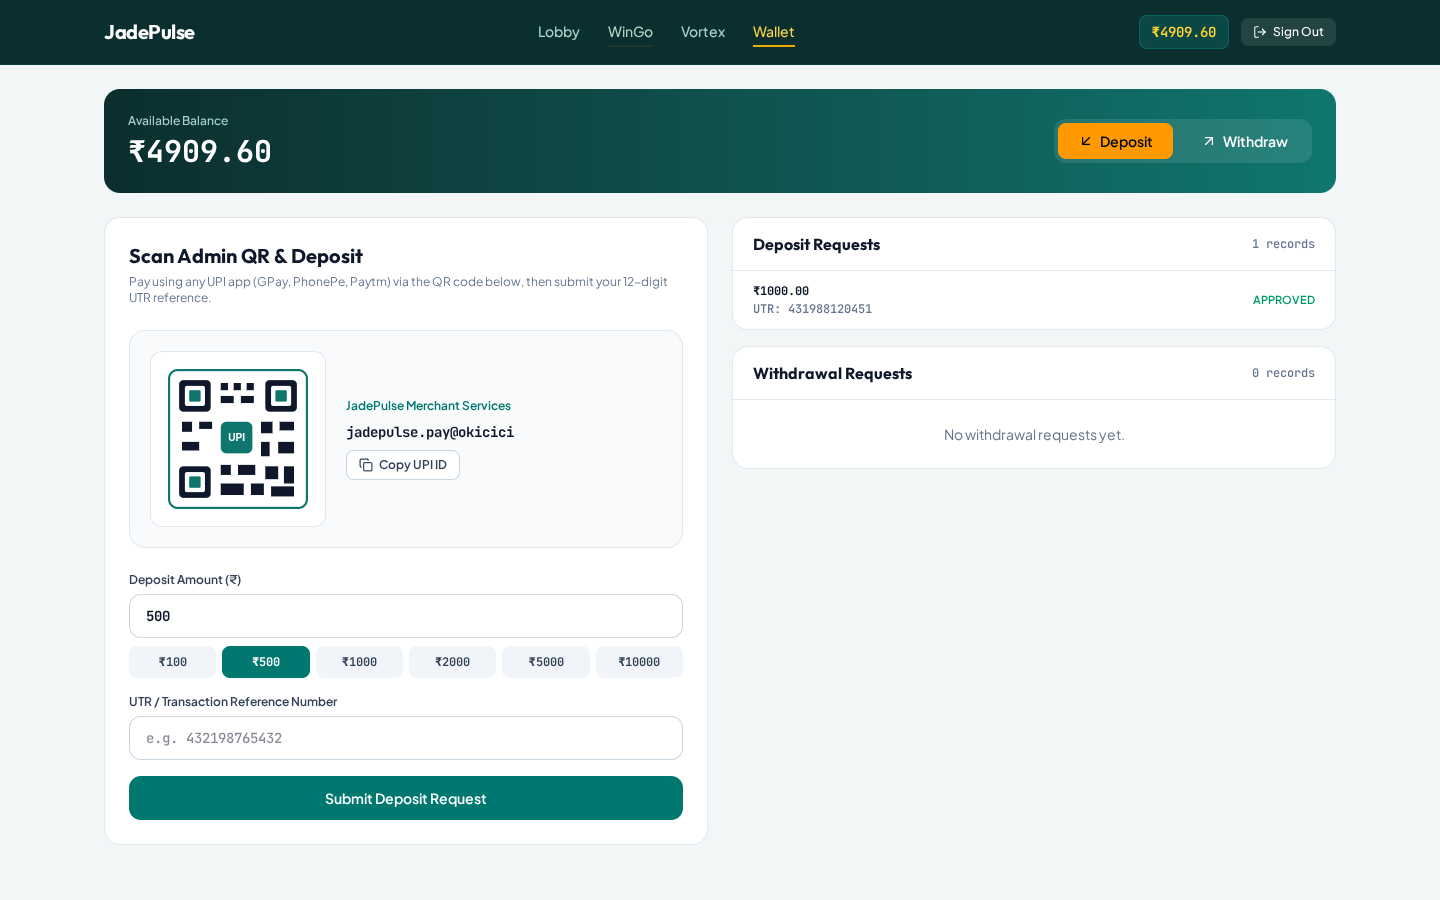 JadePulse
Lobby
WinGo
Vortex
Wallet
₹4909.60
Sign Out
Available Balance
₹4909.60
Deposit
Withdraw
Scan Admin QR & Deposit
Pay using any UPI app (GPay, PhonePe, Paytm) via the QR code below, then submit your 12-digit
UTR reference.
UPI
JadePulse Merchant Services
jadepulse.pay@okicici
Copy UPI ID
Deposit Amount (₹)
500
₹100
₹500
₹1000
₹2000
₹5000
₹10000
UTR / Transaction Reference Number
e.g. 432198765432
Submit Deposit Request
Deposit Requests
1 records
₹1000.00
UTR: 431988120451
APPROVED
Withdrawal Requests
0 records
No withdrawal requests yet.